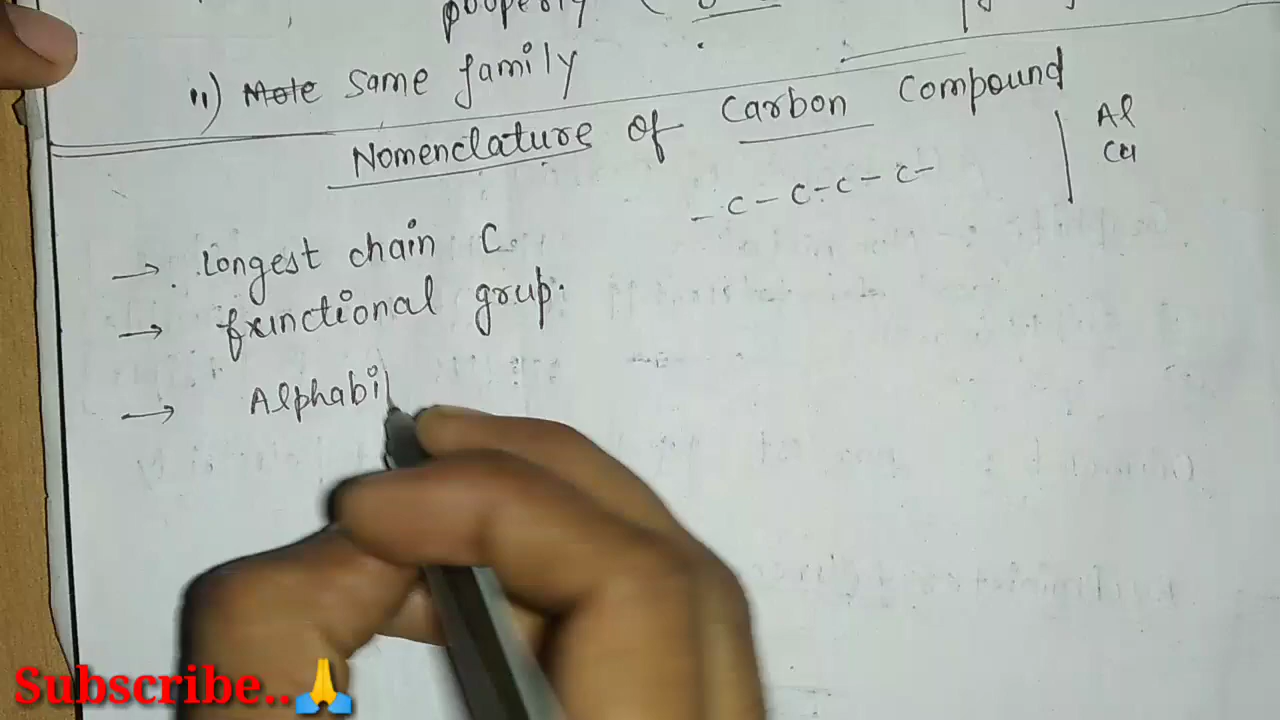 ii) Mole Same family
Nomenclature of Carbon Compound
Al
- C - C - C - C -
→ Longest chain C.
→ functional grup.
→ Alphabi
Subscribe..🙏